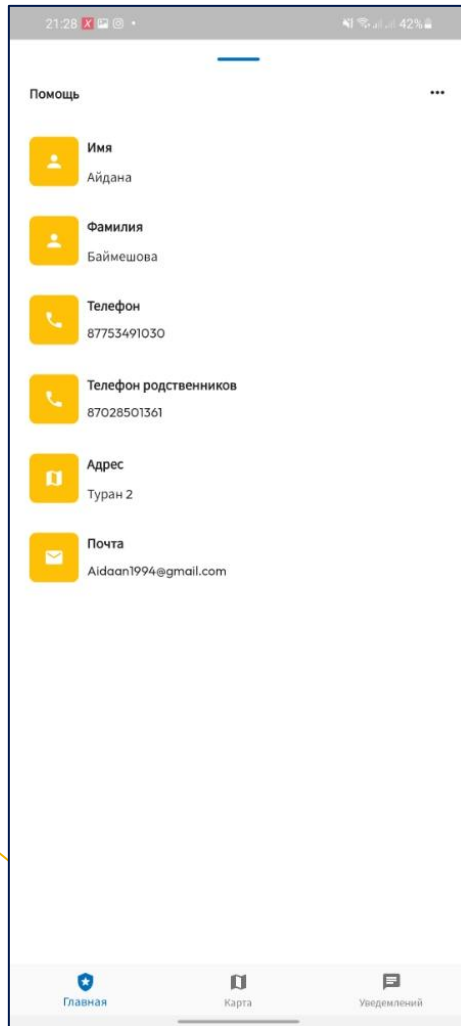 21:28
42%
Помощь
Имя
Айдана
Фамилия
Баймешова
Телефон
87753491030
Телефон родственников
87028501361
Адрес
Туран 2
Почта
Aidaan1994@gmail.com
Главная
Карта
Уведомлений